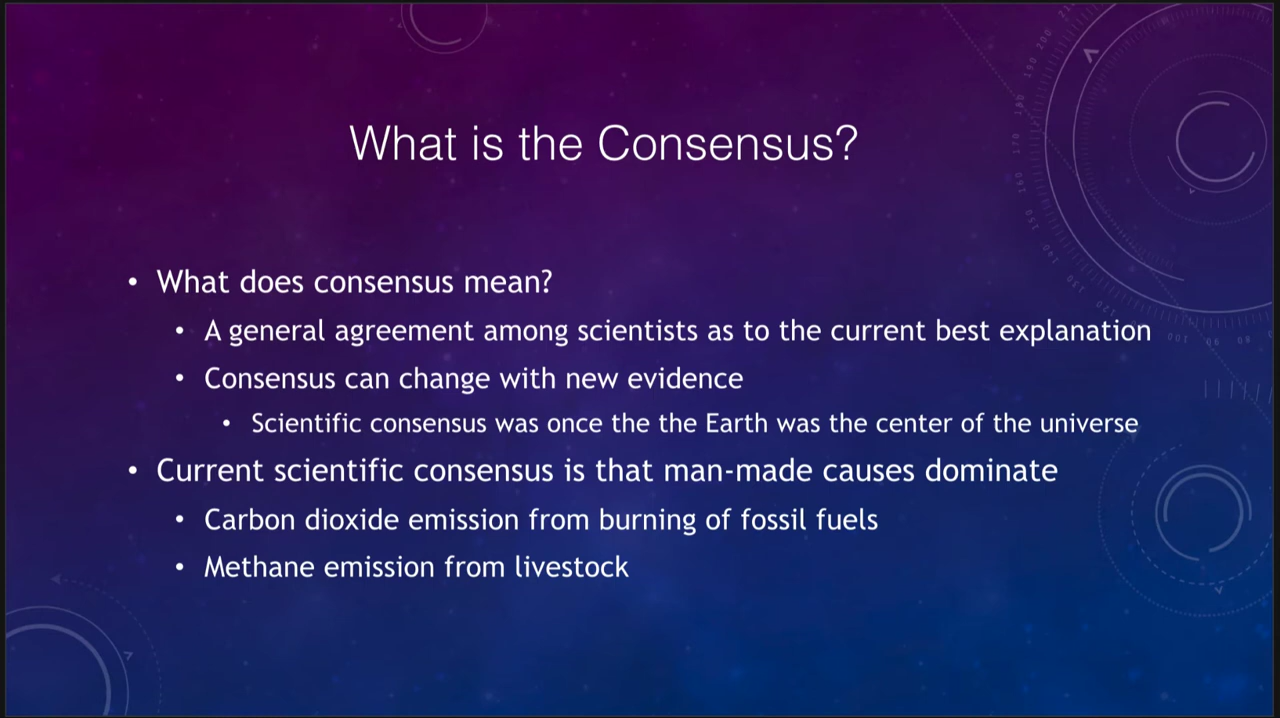 What is the Consensus?
• What does consensus mean?
• A general agreement among scientists as to the current best explanation
• Consensus can change with new evidence
• Scientific consensus was once the the Earth was the center of the universe
• Current scientific consensus is that man-made causes dominate
• Carbon dioxide emission from burning of fossil fuels
• Methane emission from livestock